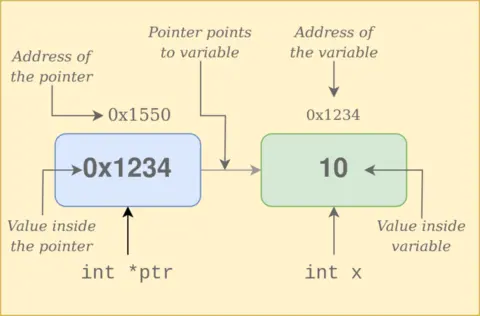 Pointer points
to variable
Address of
the variable
Address of
the pointer
0x1550
0x1234
0x1234
10
Value inside
the pointer
Value inside
variable
int *ptr
int x